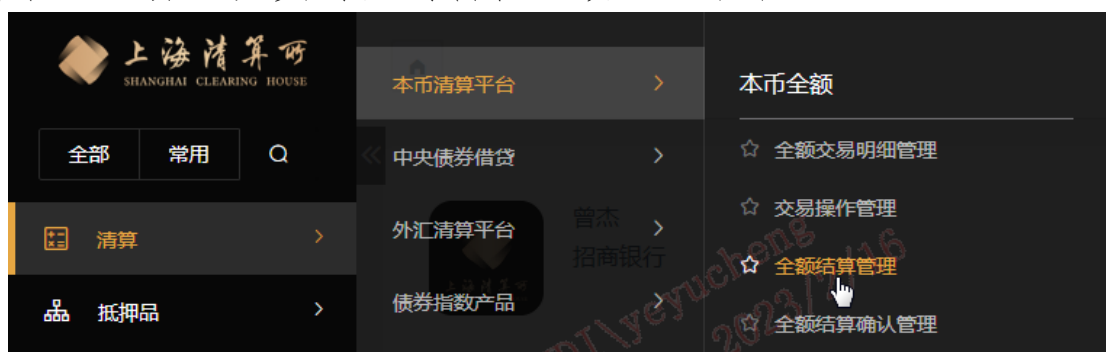 上海清算所
SHANGHAI CLEARING HOUSE
全部
常用
清算
抵押品
本币清算平台
中央债券借贷
外汇清算平台
债券指数产品
曾杰
招商银行
本币全额
全额交易明细管理
交易操作管理
全额结算管理
全额结算确认管理
yeyucheng